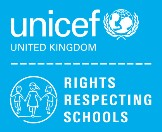 unicef
UNITED KINGDOM
RIGHTS
RESPECTING
SCHOOLS